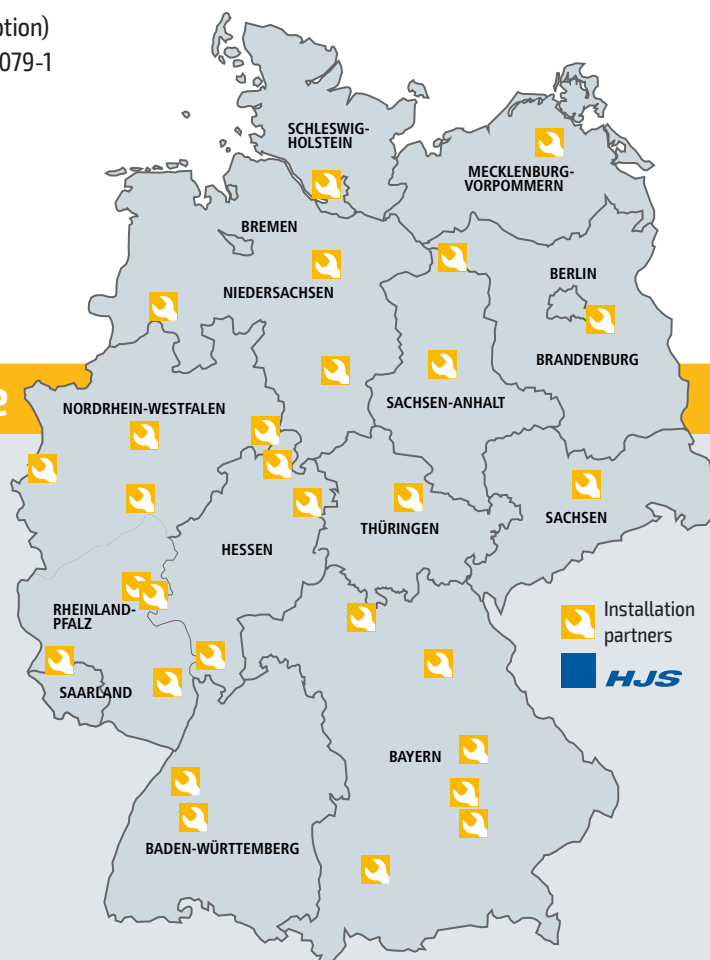 tion)
079-1
SCHLESWIG-
HOLSTEIN
MECKLENBURG-
VORPOMMERN
BREMEN
BERLIN
NIEDERSACHSEN
BRANDENBURG
SACHSEN-ANHALT
e
NORDRHEIN-WESTFALEN
SACHSEN
THÜRINGEN
HESSEN
RHEINLAND-
PFALZ
Installation
partners
HJS
SAARLAND
BAYERN
BADEN-WÜRTTEMBERG